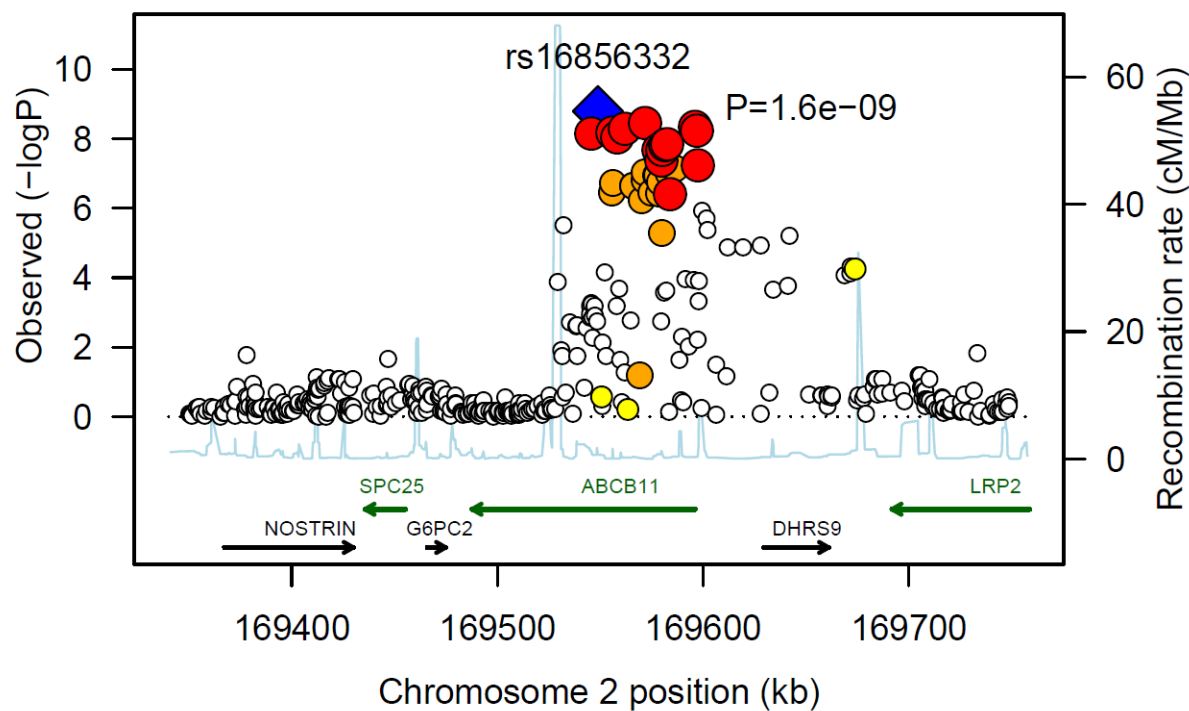 rs16856332
P=1.6e−09
Observed (−logP)
10
8
6
4
2
0
Recombination rate (cM/Mb)
60
40
20
0
SPC25
ABCB11
LRP2
NOSTRIN
G6PC2
DHRS9
169400
169500
169600
169700
Chromosome 2 position (kb)